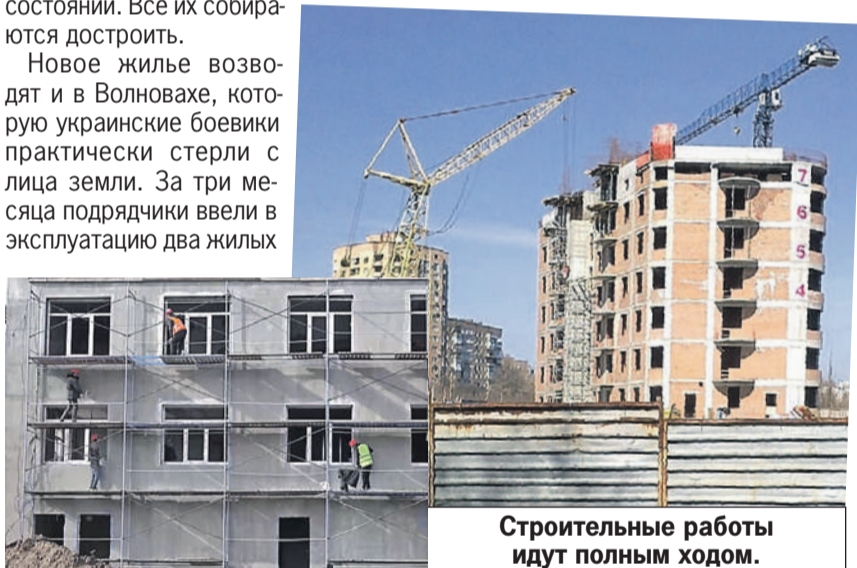 состоянии. Все их собира-
ются достроить.
Новое жилье возво-
дят и в Волновахе, кото-
рую украинские боевики
практически стерли с
лица земли. За три ме-
сяца подрядчики ввели в
эксплуатацию два жилых
7
6
5
4
Строительные работы
идут полным ходом.